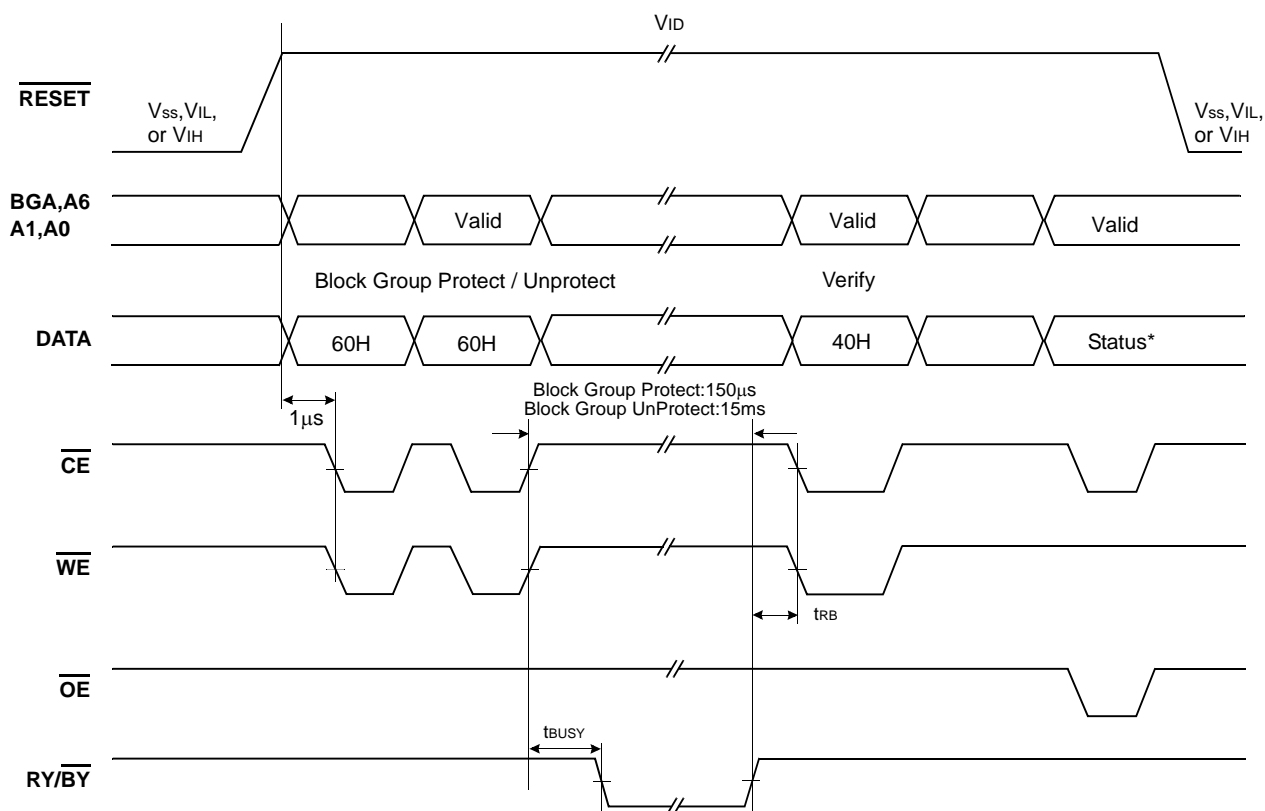 VID
RESET
Vss,VIL,
or VIH
Vss,VIL,
or VIH
BGA,A6
A1,A0
Valid
Valid
Valid
Block Group Protect / Unprotect
Verify
DATA
60H
60H
40H
Status*
Block Group Protect:150μs
Block Group UnProtect:15ms
1μs
CE
WE
tRB
OE
tBUSY
RY/BY